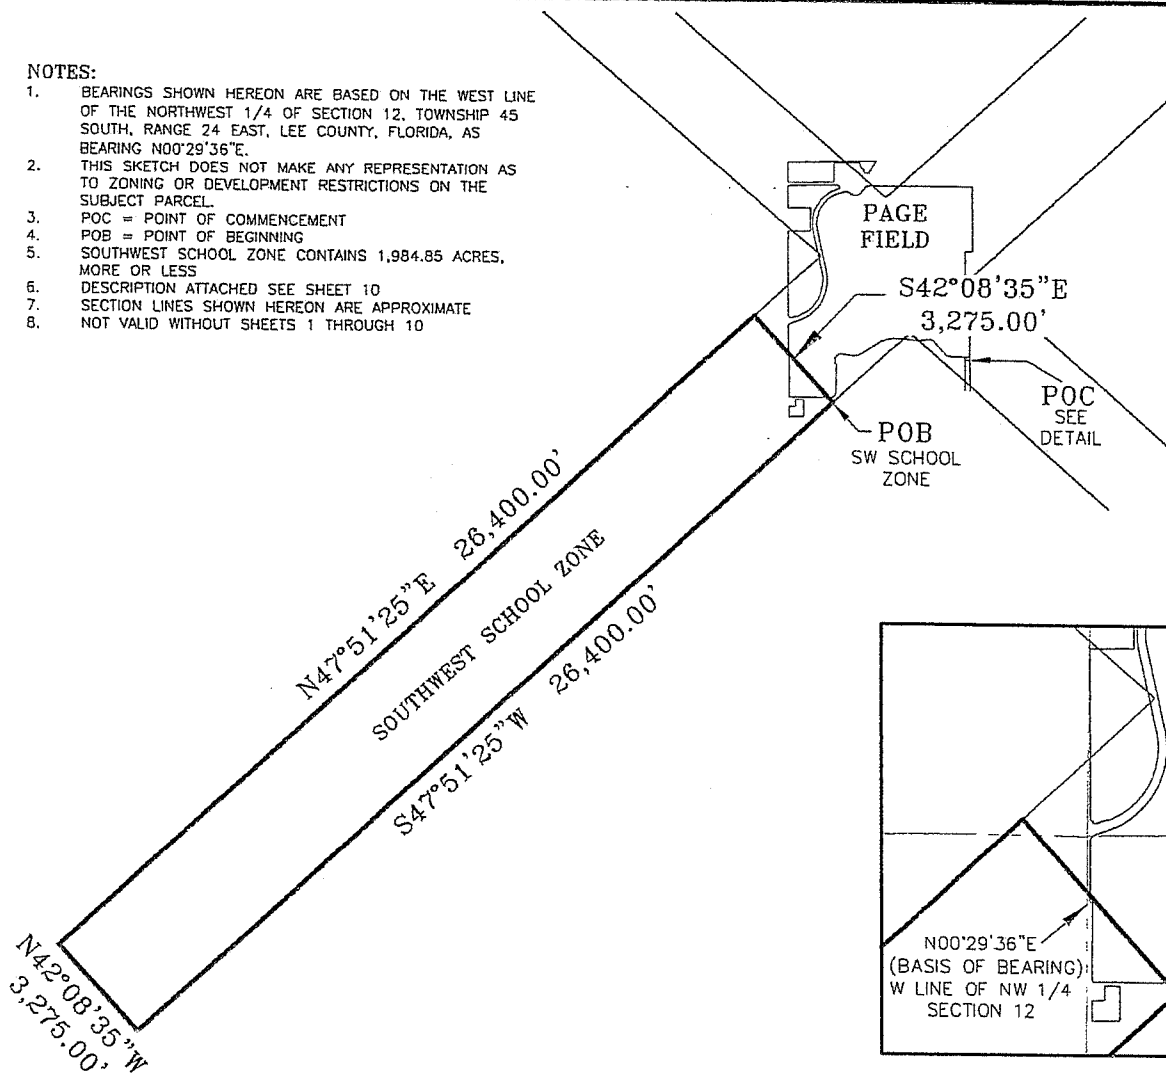 NOTES:
1. BEARINGS SHOWN HEREON ARE BASED ON THE WEST LINE
OF THE NORTHWEST 1/4 OF SECTION 12, TOWNSHIP 45
SOUTH, RANGE 24 EAST, LEE COUNTY, FLORIDA, AS
BEARING N00°29'36"E.
2. THIS SKETCH DOES NOT MAKE ANY REPRESENTATION AS
TO ZONING OR DEVELOPMENT RESTRICTIONS ON THE
SUBJECT PARCEL.
3. POC = POINT OF COMMENCEMENT
4. POB = POINT OF BEGINNING
5. SOUTHWEST SCHOOL ZONE CONTAINS 1,984.85 ACRES,
MORE OR LESS
6. DESCRIPTION ATTACHED SEE SHEET 10
7. SECTION LINES SHOWN HEREON ARE APPROXIMATE
8. NOT VALID WITHOUT SHEETS 1 THROUGH 10
PAGE
FIELD
S42°08'35"E
3,275.00'
POC
SEE
DETAIL
POB
SW SCHOOL
ZONE
N47°51'25"E 26,400.00'
SOUTHWEST SCHOOL ZONE
S47°51'25"W 26,400.00'
N42°08'35"W
3,275.00'
N00°29'36"E
(BASIS OF BEARING)
W LINE OF NW 1/4
SECTION 12